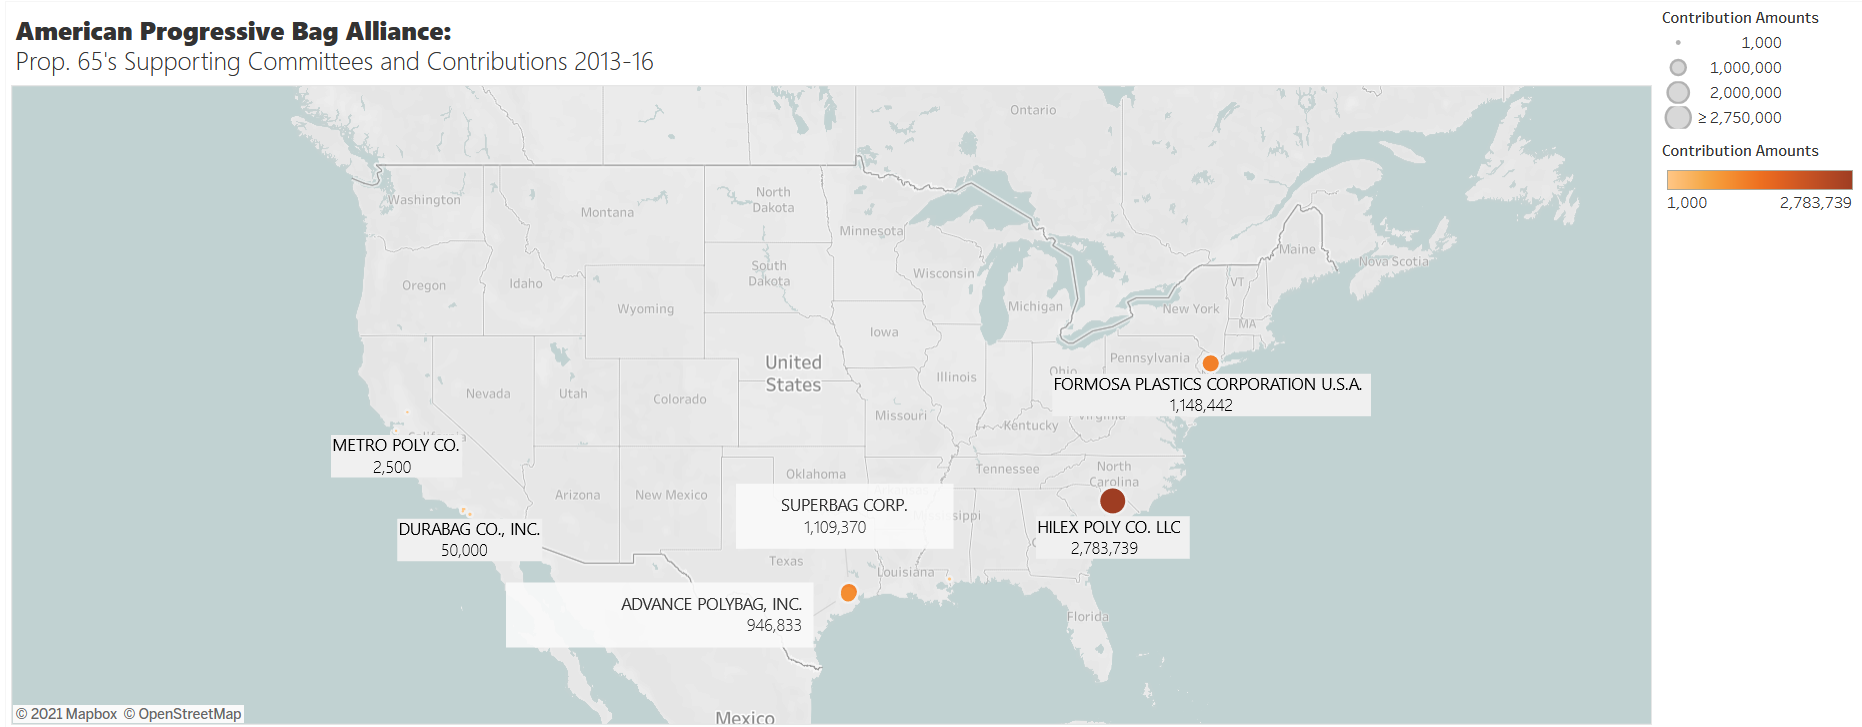 American Progressive Bag Alliance:
Prop. 65's Supporting Committees and Contributions 2013-16
Contribution Amounts
1,000
1,000,000
2,000,000
≥ 2,750,000
Contribution Amounts
1,000 2,783,739
Ontario
Washington
Montana
North
Dakota
Minnesota
Oregon
Idaho
South
Dakota
Wisconsin
Maine
Nova Scotia
Wyoming
Michigan
New York
VT
MA
Iowa
United
States
Nevada
Utah
Colorado
Illinois
Ohio
Pennsylvania
FORMOSA PLASTICS CORPORATION U.S.A.
1,148,442
Missouri
Kentucky
Virginia
California
METRO POLY CO.
2,500
Tennessee
North
Carolina
Oklahoma
Arizona
New Mexico
SUPERBAG CORP.
1,109,370
Mississippi
HILEX POLY CO. LLC
2,783,739
DURABAG CO., INC.
50,000
Texas
Louisiana
ADVANCE POLYBAG, INC.
946,833
Florida
Mexico
© 2021 Mapbox © OpenStreetMap